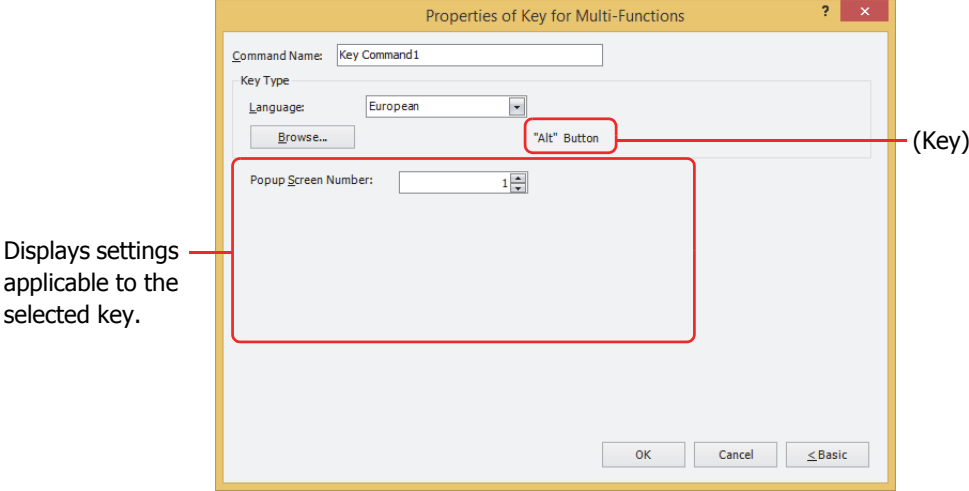 Properties of Key for Multi-Functions
? ×
Command Name: Key Command1
Key Type
Language: European
Browse... "Alt" Button
(Key)
Popup Screen Number: 1
Displays settings
applicable to the
selected key.
OK Cancel < Basic